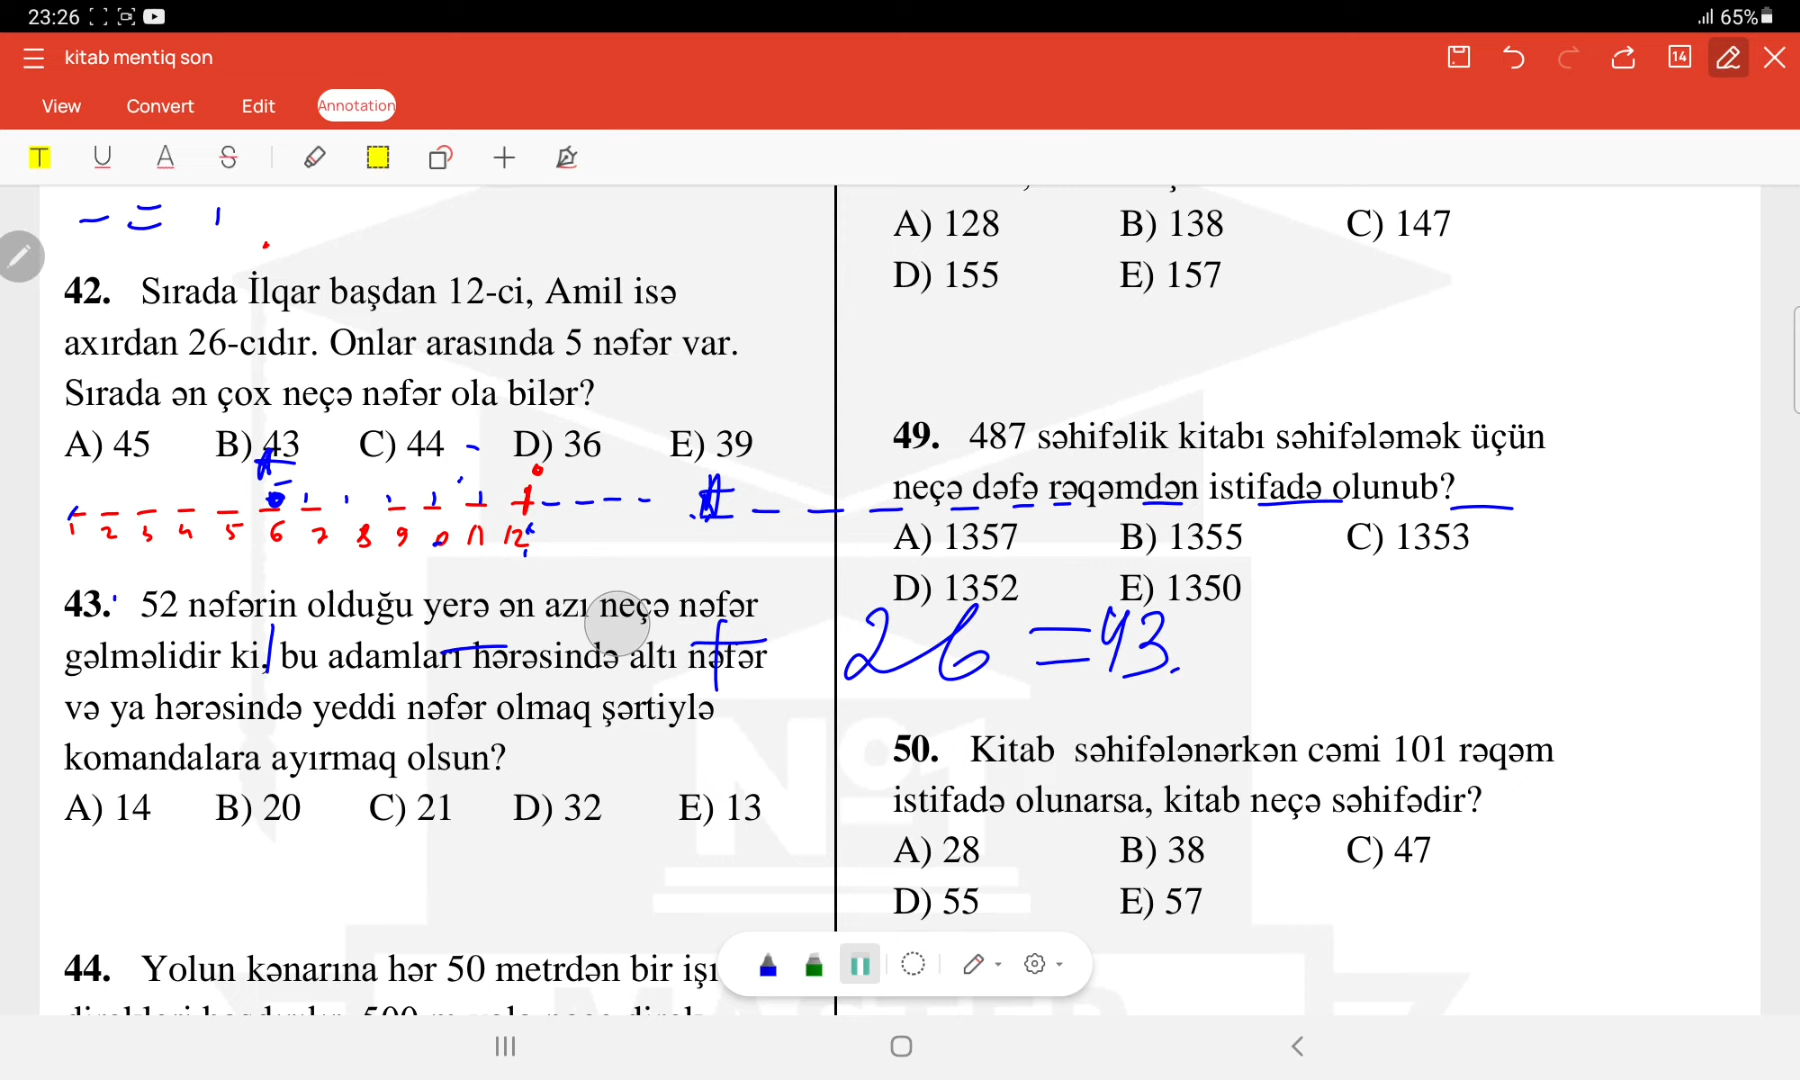 23:26
65%
kitab mentiq son
14
View Convert Edit Annotation
T U A S
42. Sırada İlqar başdan 12-ci, Amil isə
axırdan 26-cıdır. Onlar arasında 5 nəfər var.
Sırada ən çox neçə nəfər ola bilər?
A) 45 B) 43 C) 44 D) 36 E) 39
1 2 3 4 5 6 7 8 9 10 11 12
43. 52 nəfərin olduğu yerə ən azı neçə nəfər
gəlməlidir ki, bu adamları hərəsində altı nəfər
və ya hərəsində yeddi nəfər olmaq şərtiylə
komandalara ayırmaq olsun?
A) 14 B) 20 C) 21 D) 32 E) 13
44. Yolun kənarına hər 50 metrdən bir işı
A) 128 B) 138 C) 147
D) 155 E) 157
49. 487 səhifəlik kitabı səhifələmək üçün
neçə dəfə rəqəmdən istifadə olunub?
A) 1357 B) 1355 C) 1353
D) 1352 E) 1350
+ 26 = 43.
50. Kitab səhifələnərkən cəmi 101 rəqəm
istifadə olunarsa, kitab neçə səhifədir?
A) 28 B) 38 C) 47
D) 55 E) 57
№1